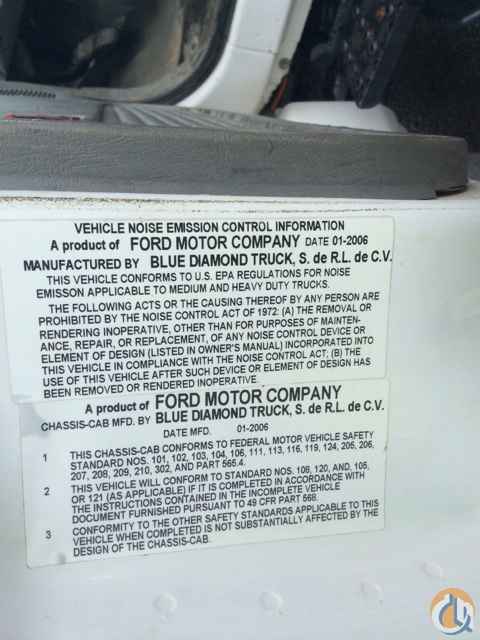 VEHICLE NOISE EMISSION CONTROL INFORMATION
A product of FORD MOTOR COMPANY DATE 01-2006
MANUFACTURED BY BLUE DIAMOND TRUCK, S. de R.L. de C.V.
THIS VEHICLE CONFORMS TO U.S. EPA REGULATIONS FOR NOISE
EMISSON APPLICABLE TO MEDIUM AND HEAVY DUTY TRUCKS.
THE FOLLOWING ACTS OR THE CAUSING THEREOF BY ANY PERSON ARE
PROHIBITED BY THE NOISE CONTROL ACT OF 1972: (A) THE REMOVAL OR
RENDERING INOPERATIVE, OTHER THAN FOR PURPOSES OF MAINTEN-
ANCE, REPAIR, OR REPLACEMENT, OF ANY NOISE CONTROL DEVICE OR
ELEMENT OF DESIGN (LISTED IN OWNER'S MANUAL) INCORPORATED INTO
THIS VEHICLE IN COMPLIANCE WITH THE NOISE CONTROL ACT; (B) THE
USE OF THIS VEHICLE AFTER SUCH DEVICE OR ELEMENT OF DESIGN HAS
BEEN REMOVED OR RENDERED INOPERATIVE.
A product of FORD MOTOR COMPANY
CHASSIS-CAB MFD. BY BLUE DIAMOND TRUCK, S. de R.L. de C.V.
DATE MFD. 01-2006
1 THIS CHASSIS-CAB CONFORMS TO FEDERAL MOTOR VEHICLE SAFETY
STANDARD NOS. 101, 102, 103, 104, 106, 111, 113, 116, 119, 124, 205, 206,
207, 208, 209, 210, 302, AND PART 565.4.
2 THIS VEHICLE WILL CONFORM TO STANDARD NOS. 108, 120, AND, 105,
OR 121 (AS APPLICABLE) IF IT IS COMPLETED IN ACCORDANCE WITH
THE INSTRUCTIONS CONTAINED IN THE INCOMPLETE VEHICLE
DOCUMENT FURNISHED PURSUANT TO 49 CFR PART 568.
3 CONFORMITY TO THE OTHER SAFETY STANDARDS APPLICABLE TO THIS
VEHICLE WHEN COMPLETED IS NOT SUBSTANTIALLY AFFECTED BY THE
DESIGN OF THE CHASSIS-CAB.